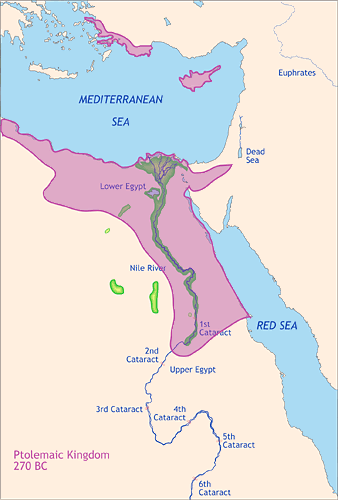 Euphrates
MEDITERRANEAN
SEA
Dead
Sea
Lower Egypt
Nile River
1st
Cataract
RED SEA
2nd
Cataract
Upper Egypt
3rd Cataract
4th
Cataract
5th
Cataract
Ptolemaic Kingdom
270 BC
6th
Cataract